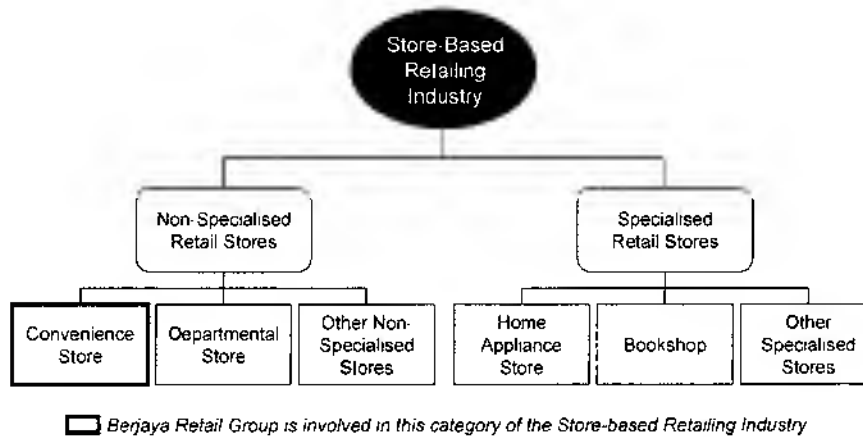 Store-Based
Retailing
Industry
Non-Specialised
Retail Stores
Specialised
Retail Stores
Convenience
Store
Departmental
Store
Other Non-
Specialised
Stores
Home
Appliance
Store
Bookshop
Other
Specialised
Stores
Berjaya Retail Group is involved in this category of the Store-based Retailing Industry